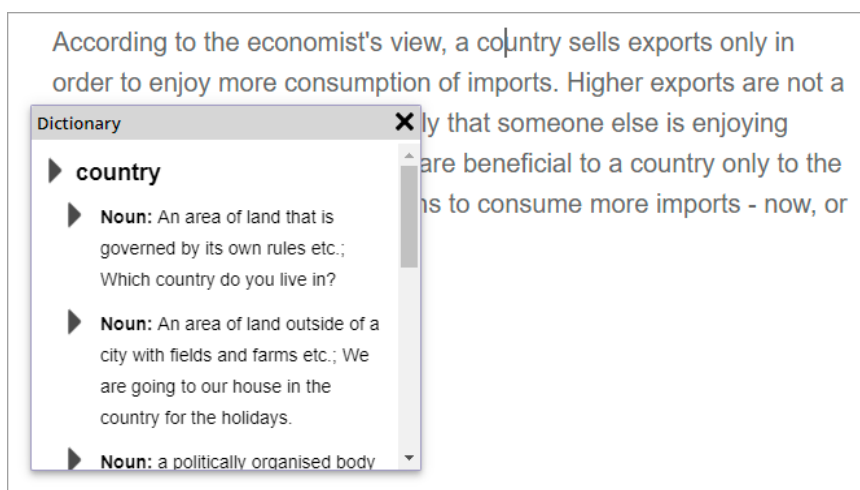 According to the economist's view, a country sells exports only in
order to enjoy more consumption of imports. Higher exports are not a
ly that someone else is enjoying
are beneficial to a country only to the
ns to consume more imports - now, or
Dictionary
country
Noun: An area of land that is
governed by its own rules etc.;
Which country do you live in?
Noun: An area of land outside of a
city with fields and farms etc.; We
are going to our house in the
country for the holidays.
Noun: a politically organised body